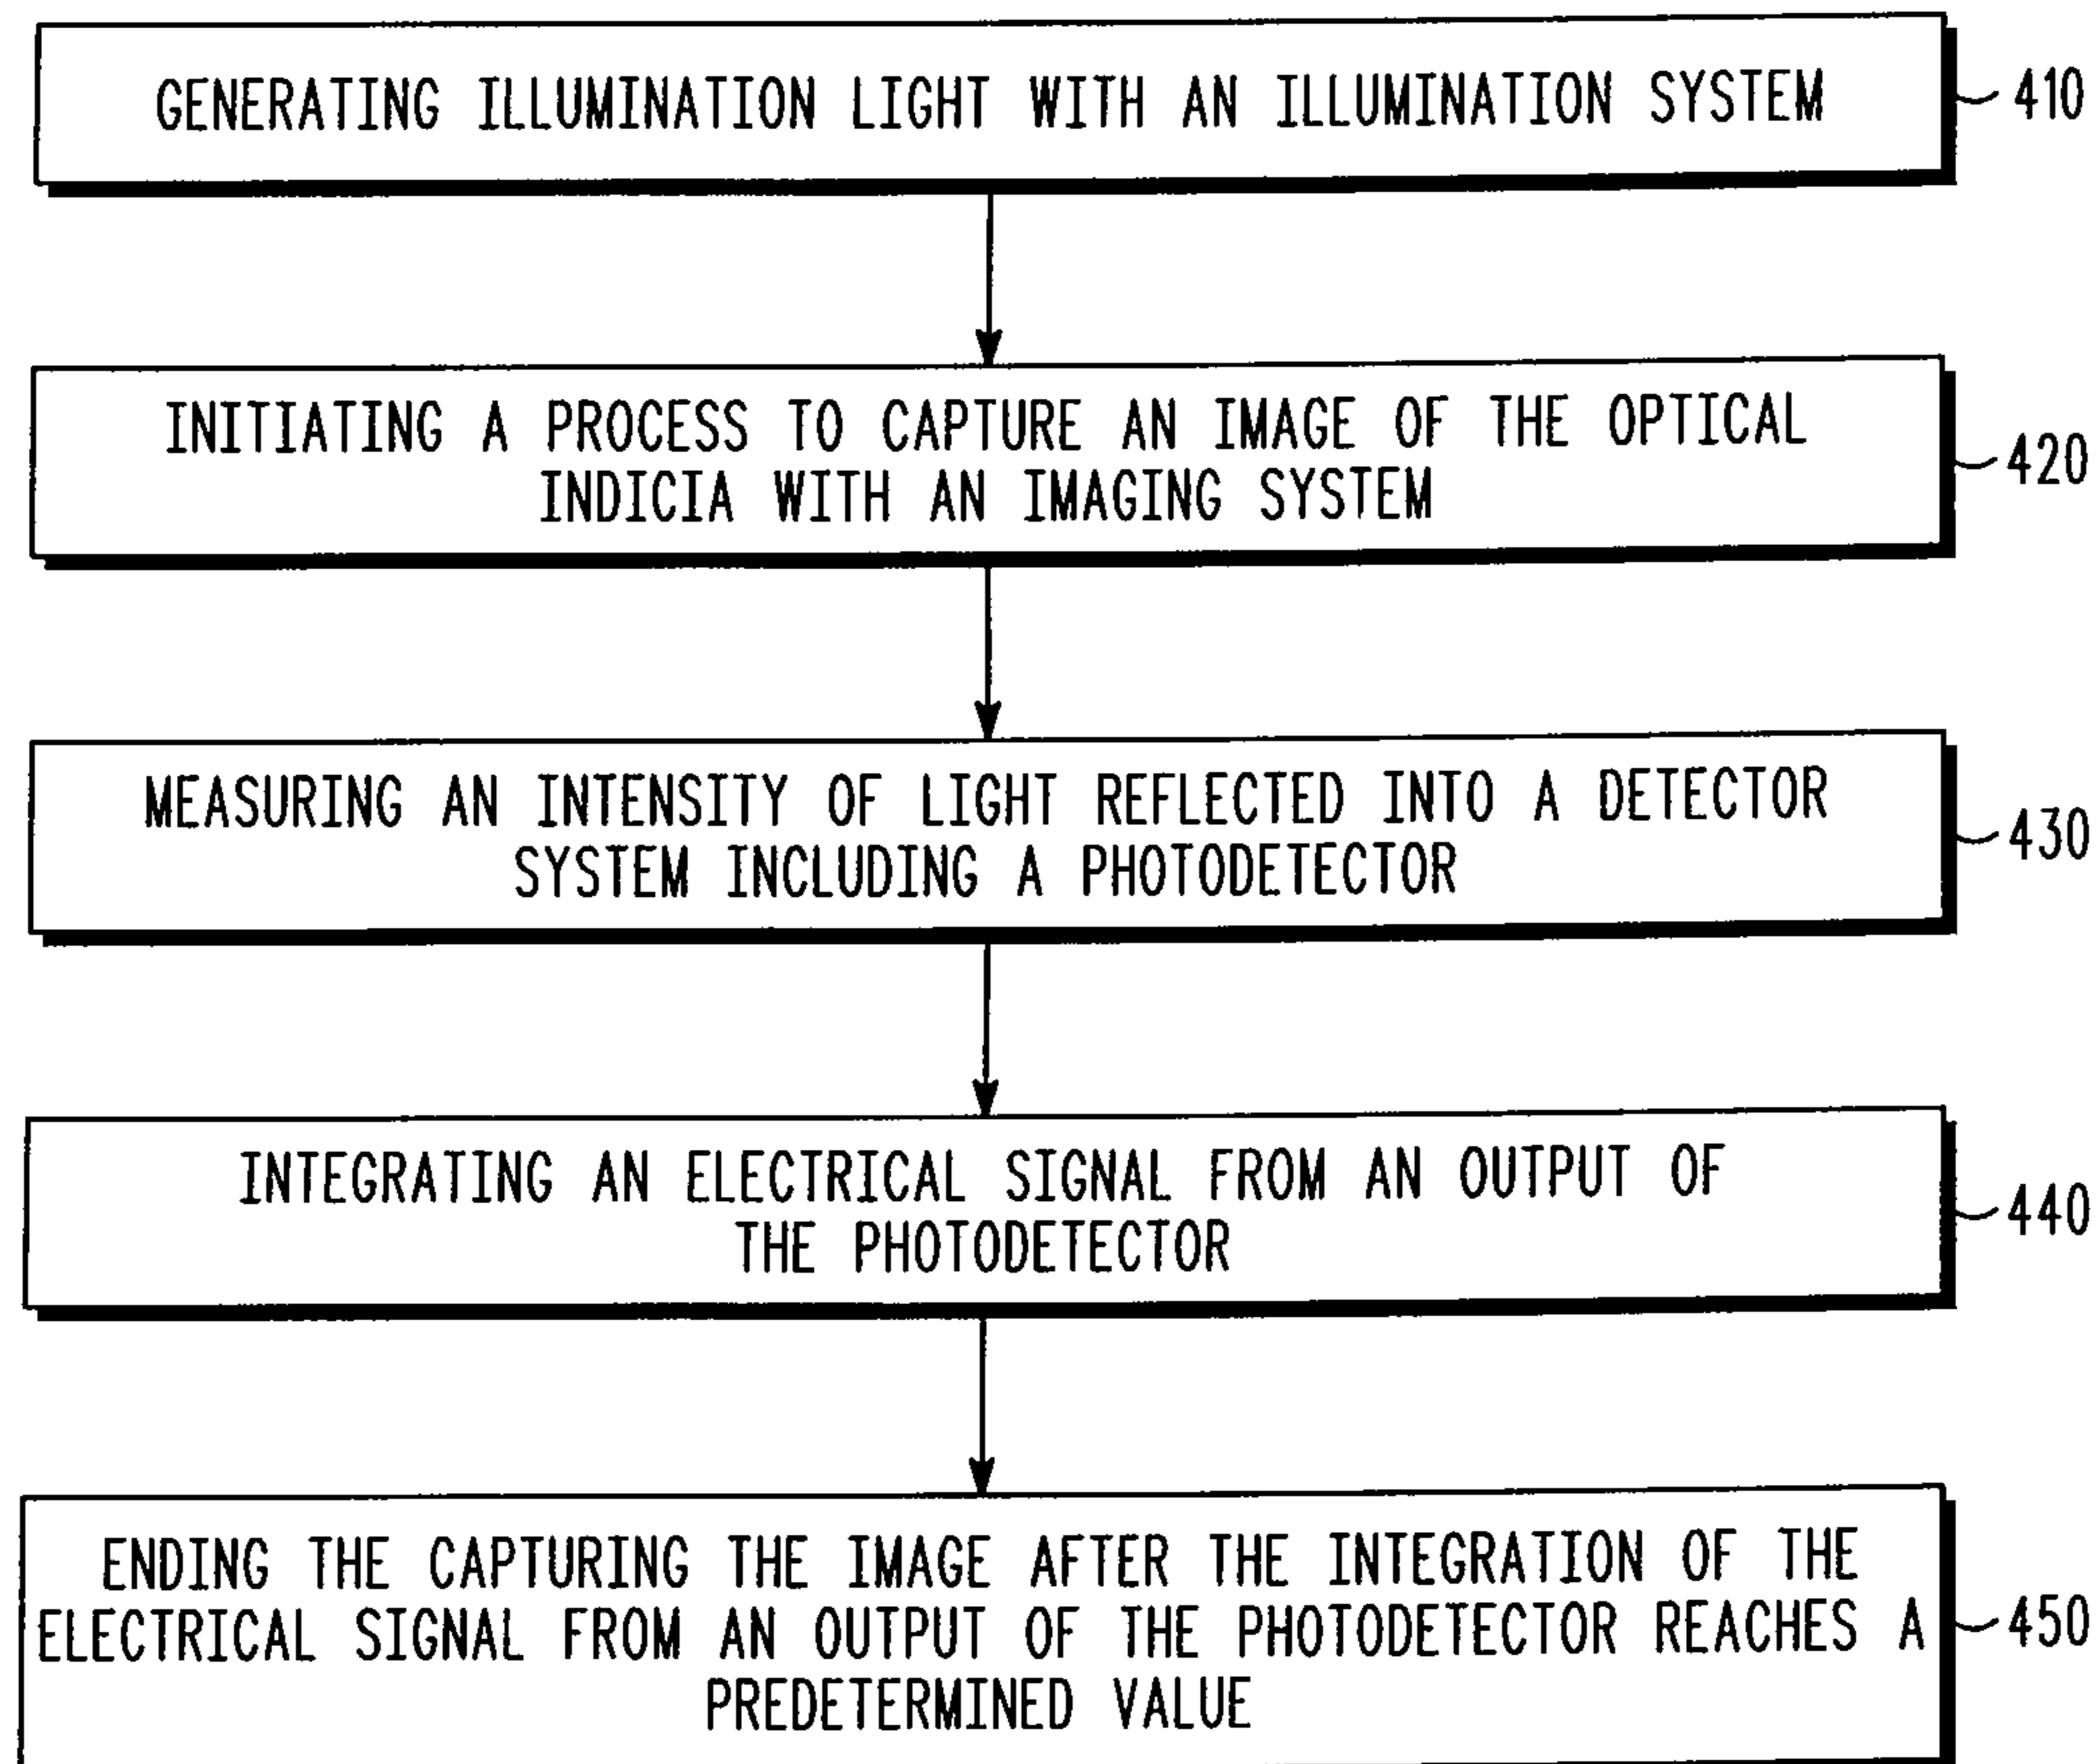 GENERATING ILLUMINATION LIGHT WITH AN ILLUMINATION SYSTEM
410
INITIATING A PROCESS TO CAPTURE AN IMAGE OF THE OPTICAL
INDICIA WITH AN IMAGING SYSTEM
420
MEASURING AN INTENSITY OF LIGHT REFLECTED INTO A DETECTOR
SYSTEM INCLUDING A PHOTODETECTOR
430
INTEGRATING AN ELECTRICAL SIGNAL FROM AN OUTPUT OF
THE PHOTODETECTOR
440
ENDING THE CAPTURING THE IMAGE AFTER THE INTEGRATION OF THE
ELECTRICAL SIGNAL FROM AN OUTPUT OF THE PHOTODETECTOR REACHES A
PREDETERMINED VALUE
450